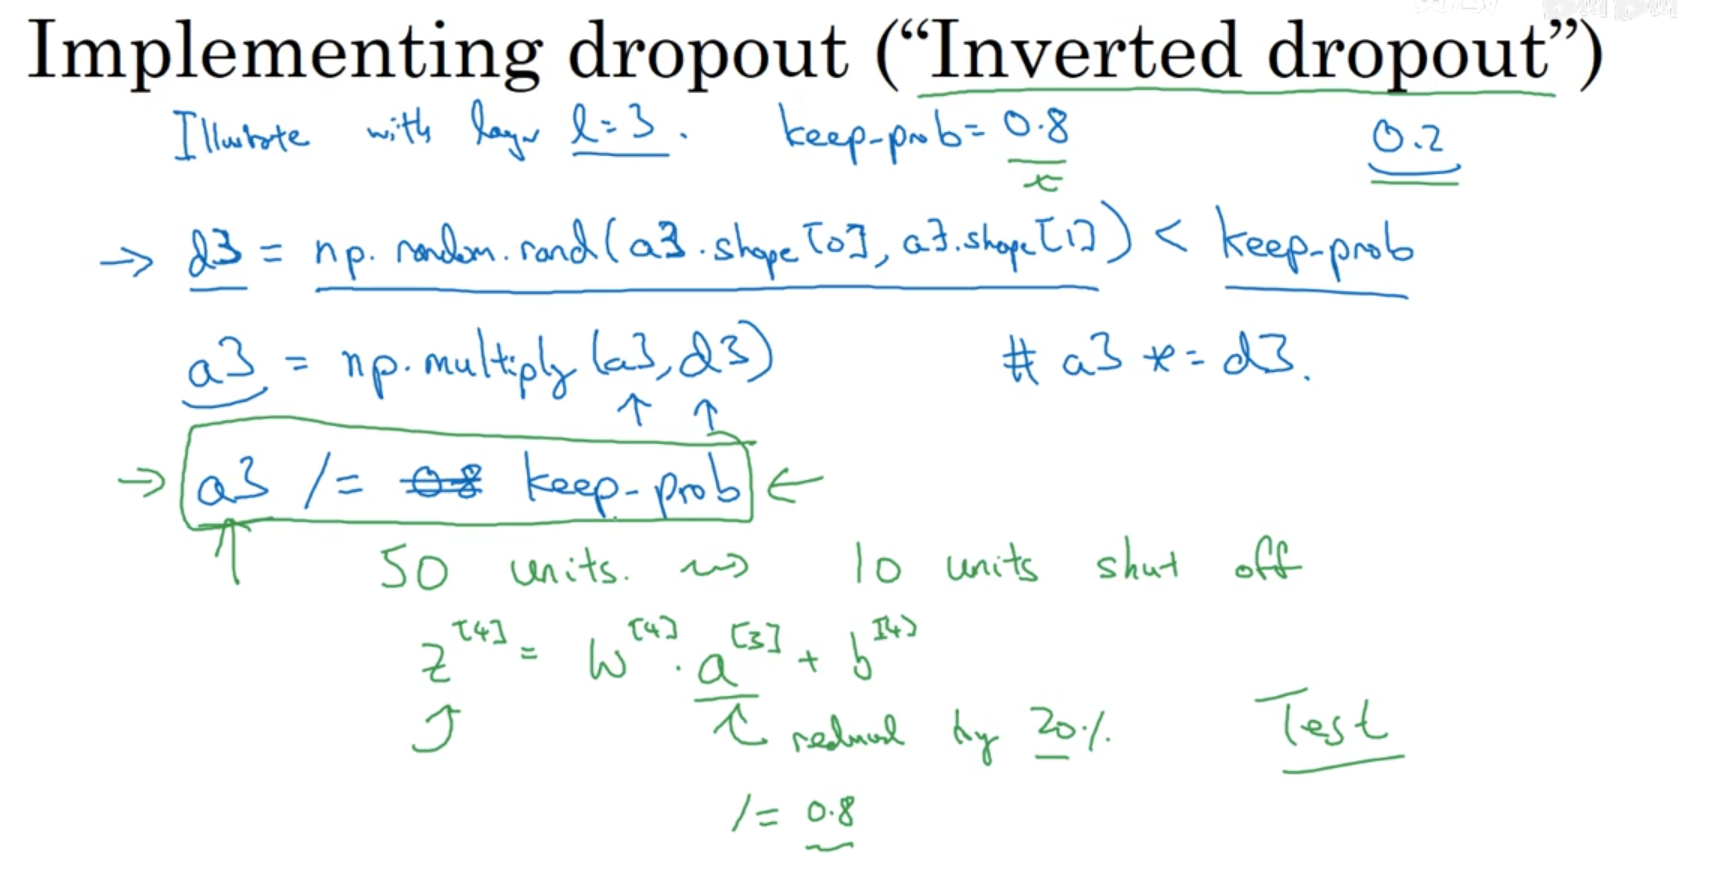 Implementing dropout (“Inverted dropout”)
Illustrate with layer l=3. keep-prob= 0.8 0.2
→ d3 = np.random.rand(a3.shape[0], a3.shape[1]) < keep-prob
a3 = np.multiply(a3, d3) # a3 *= d3.
→ a3 /= 0.8 keep-prob ←
50 units. ⇝ 10 units shut off
z[4] = W[4] · a[3] + b[4]
reduced by 20% Test
/= 0.8